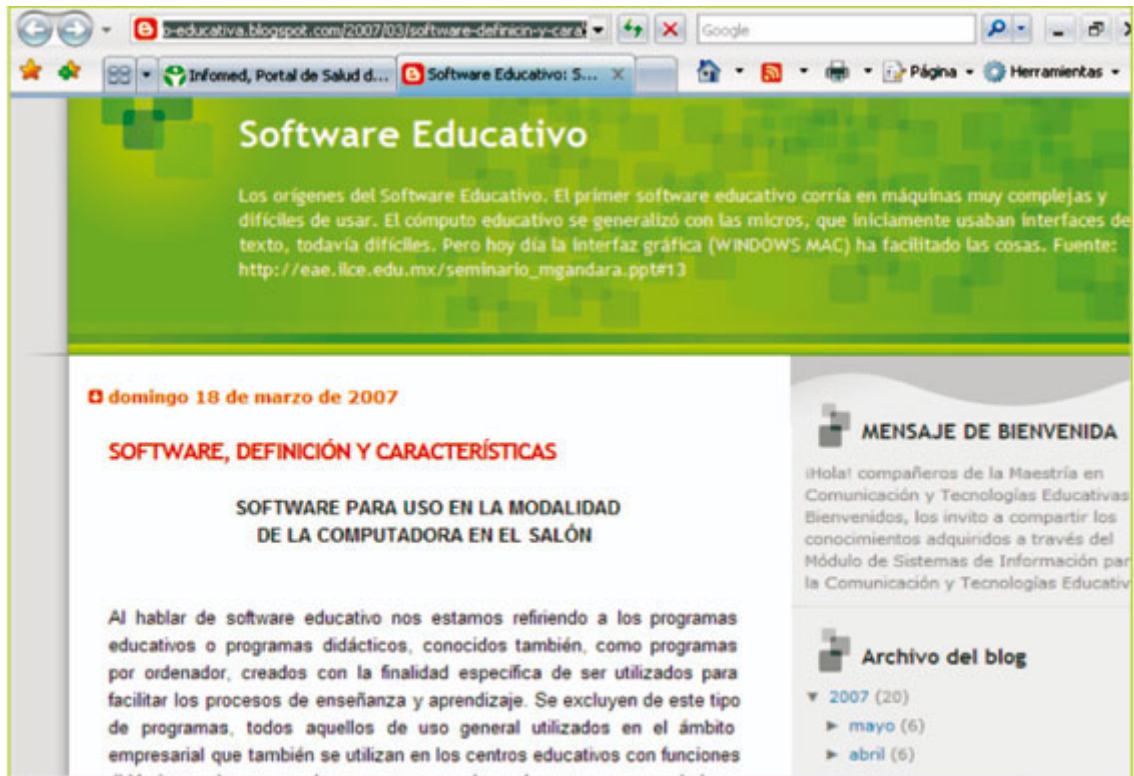 o-educativa.blogspot.com/2007/03/software-definicin-y-cara
Google
Infomed, Portal de Salud d...
Software Educativo: S...
Página
Herramientas
Software Educativo
Los orígenes del Software Educativo. El primer software educativo corría en máquinas muy complejas y
difíciles de usar. El cómputo educativo se generalizó con las micros, que iniciamente usaban interfaces de
texto, todavía difíciles. Pero hoy día la interfaz gráfica (WINDOWS MAC) ha facilitado las cosas. Fuente:
http://eae.ilce.edu.mx/seminario_mgandara.ppt#13
domingo 18 de marzo de 2007
SOFTWARE, DEFINICIÓN Y CARACTERÍSTICAS
SOFTWARE PARA USO EN LA MODALIDAD
DE LA COMPUTADORA EN EL SALÓN
Al hablar de software educativo nos estamos refiriendo a los programas
educativos o programas didácticos, conocidos también, como programas
por ordenador, creados con la finalidad específica de ser utilizados para
facilitar los procesos de enseñanza y aprendizaje. Se excluyen de este tipo
de programas, todos aquellos de uso general utilizados en el ámbito
empresarial que también se utilizan en los centros educativos con funciones
MENSAJE DE BIENVENIDA
¡Hola! compañeros de la Maestría en
Comunicación y Tecnologías Educativas
Bienvenidos, los invito a compartir los
conocimientos adquiridos a través del
Módulo de Sistemas de Información par
la Comunicación y Tecnologías Educativ
Archivo del blog
▼ 2007 (20)
► mayo (6)
► abril (6)